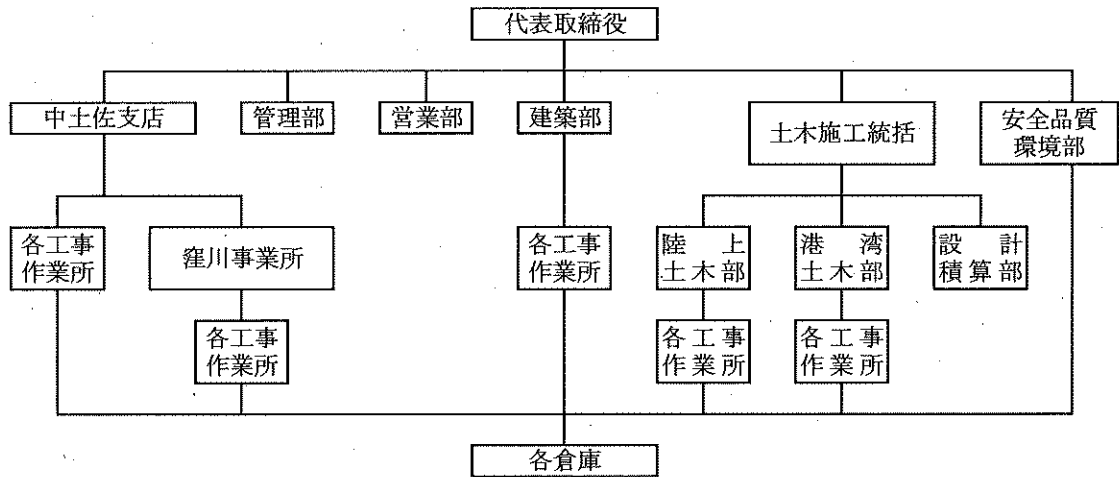 代表取締役
中土佐支店
管理部
営業部
建築部
土木施工統括
安全品質
環境部
各工事
作業所
窪川事業所
各工事
作業所
陸上
土木部
港湾
土木部
設計
積算部
各工事
作業所
各工事
作業所
各工事
作業所
各倉庫